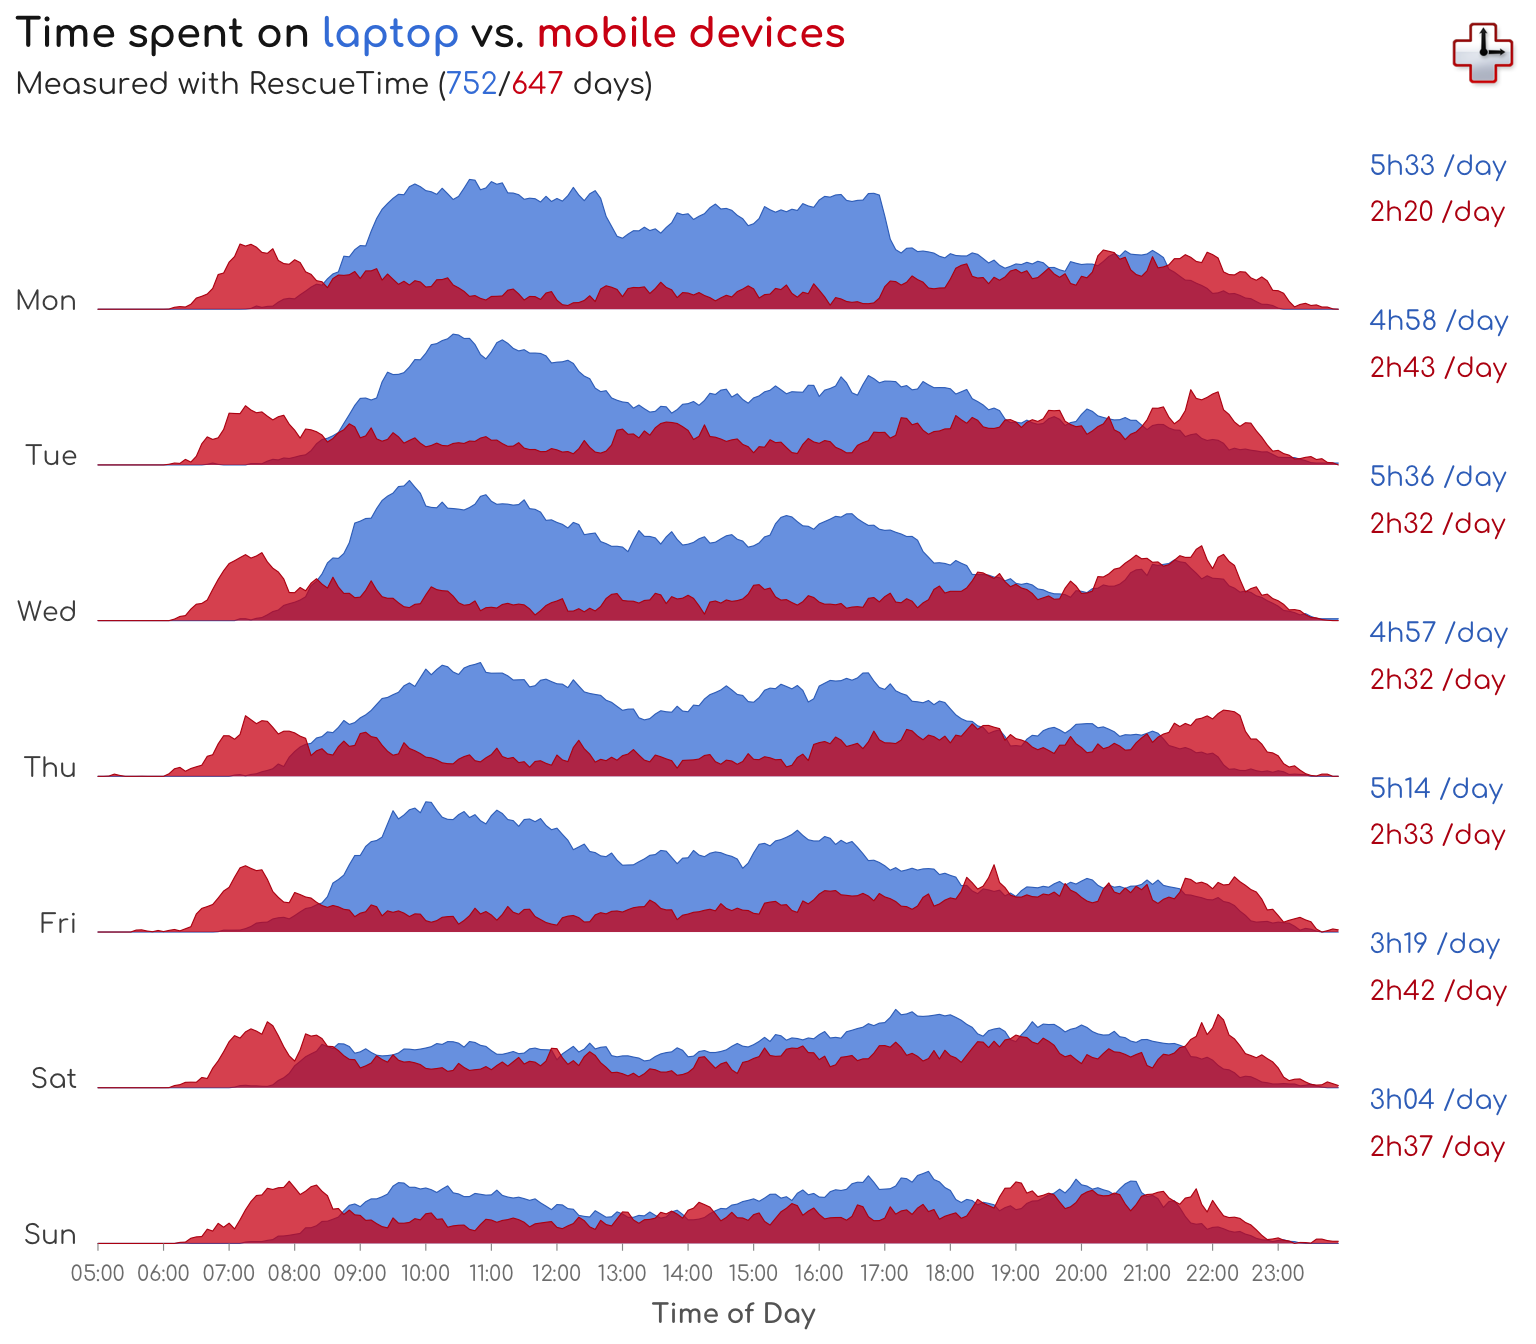 Time spent on laptop vs. mobile devices
Measured with RescueTime (752/647 days)
5h33 /day
2h20 /day
Mon
4h58 /day
2h43 /day
Tue
5h36 /day
2h32 /day
Wed
4h57 /day
2h32 /day
Thu
5h14 /day
2h33 /day
Fri
3h19 /day
2h42 /day
Sat
3h04 /day
2h37 /day
Sun
05:00 06:00 07:00 08:00 09:00 10:00 11:00 12:00 13:00 14:00 15:00 16:00 17:00 18:00 19:00 20:00 21:00 22:00 23:00
Time of Day